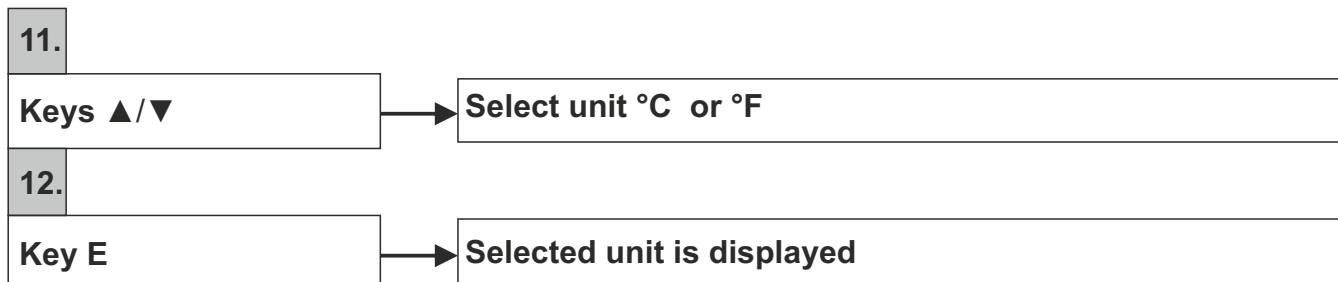 11.
Keys ▲/▼
Select unit °C or °F
12.
Key E
Selected unit is displayed